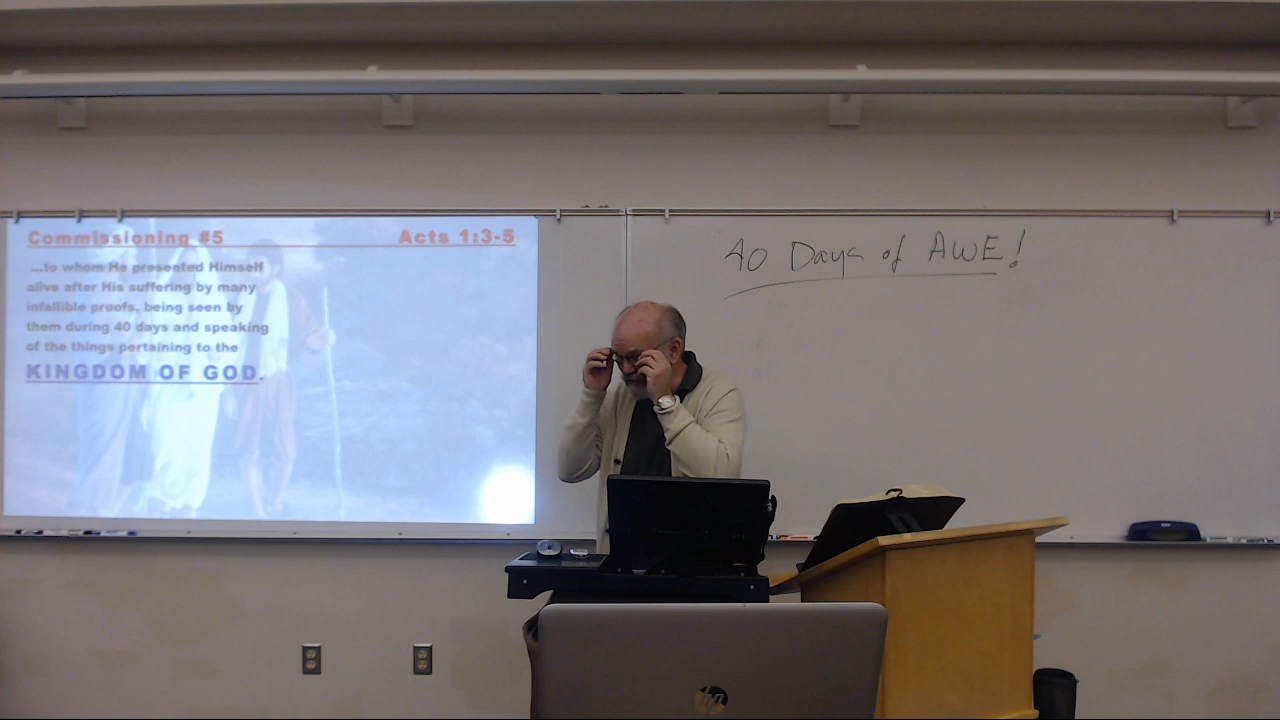 Commissioning #5 Acts 1:3-5
...to whom He presented Himself
alive after His suffering by many
infallible proofs, being seen by
them during 40 days and speaking
of the things pertaining to the
KINGDOM OF GOD.
40 Days of AWE!
hp